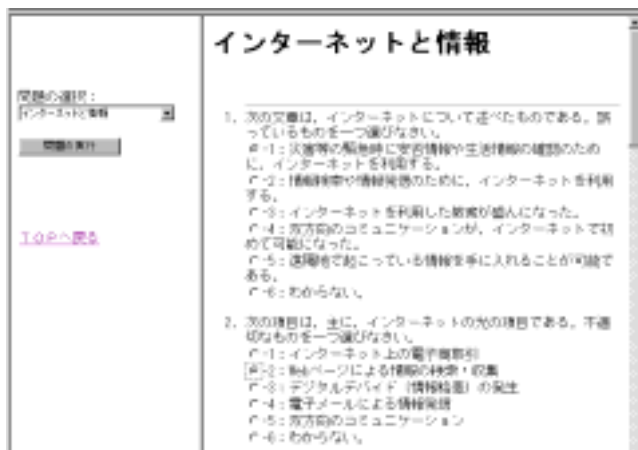 インターネットと情報
問題の選択：
インターネットと情報
問題の実行
TOPへ戻る
1. 次の文章は，インターネットについて述べたものである。誤
っているものを一つ選びなさい。
-1：災害等の緊急時に安否情報や生活情報の確認のため
に，インターネットを利用する。
-2：情報検索や情報発信のために，インターネットを利用
する。
-3：インターネットを利用した敎育が盛んになった。
-4：双方向のコミュニケーションが，インターネットで初
めて可能になった。
-5：遠隔地で起こっている情報を手に入れることが可能で
ある。
-6：わからない。
2. 次の項目は，主に，インターネットの光の項目である。不適
切なものを一つ選びなさい。
-1：インターネット上の電子商取引
-2：Webページによる情報の検索・収集
-3：デジタルデバイド（情報格差）の発生
-4：電子メールによる情報発信
-5：双方向のコミュニケーション
-6：わからない。